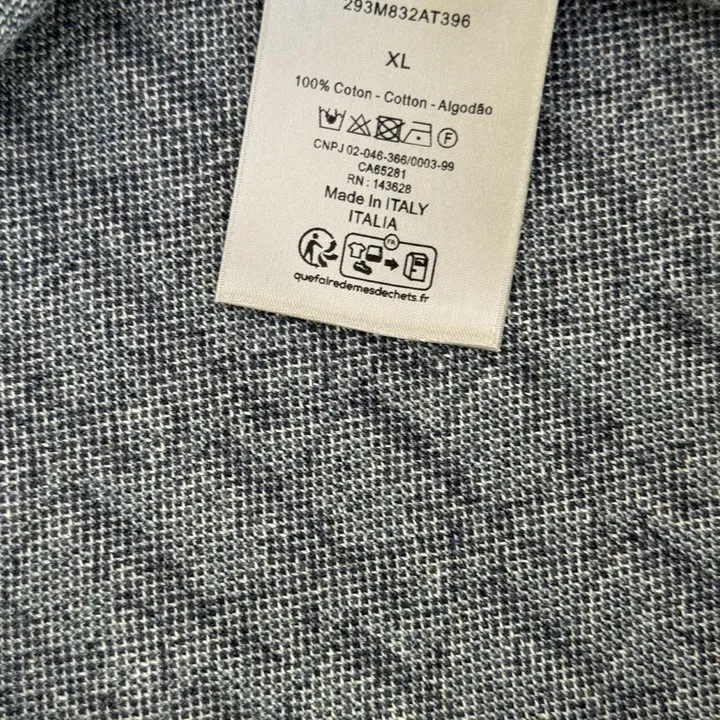 293M832AT396
XL
100% Coton - Cotton - Algodão
F
CNPJ 02-046-366/0003-99
CA65281
RN : 143628
Made In ITALY
ITALIA
FR
quefairedemesdechets.fr